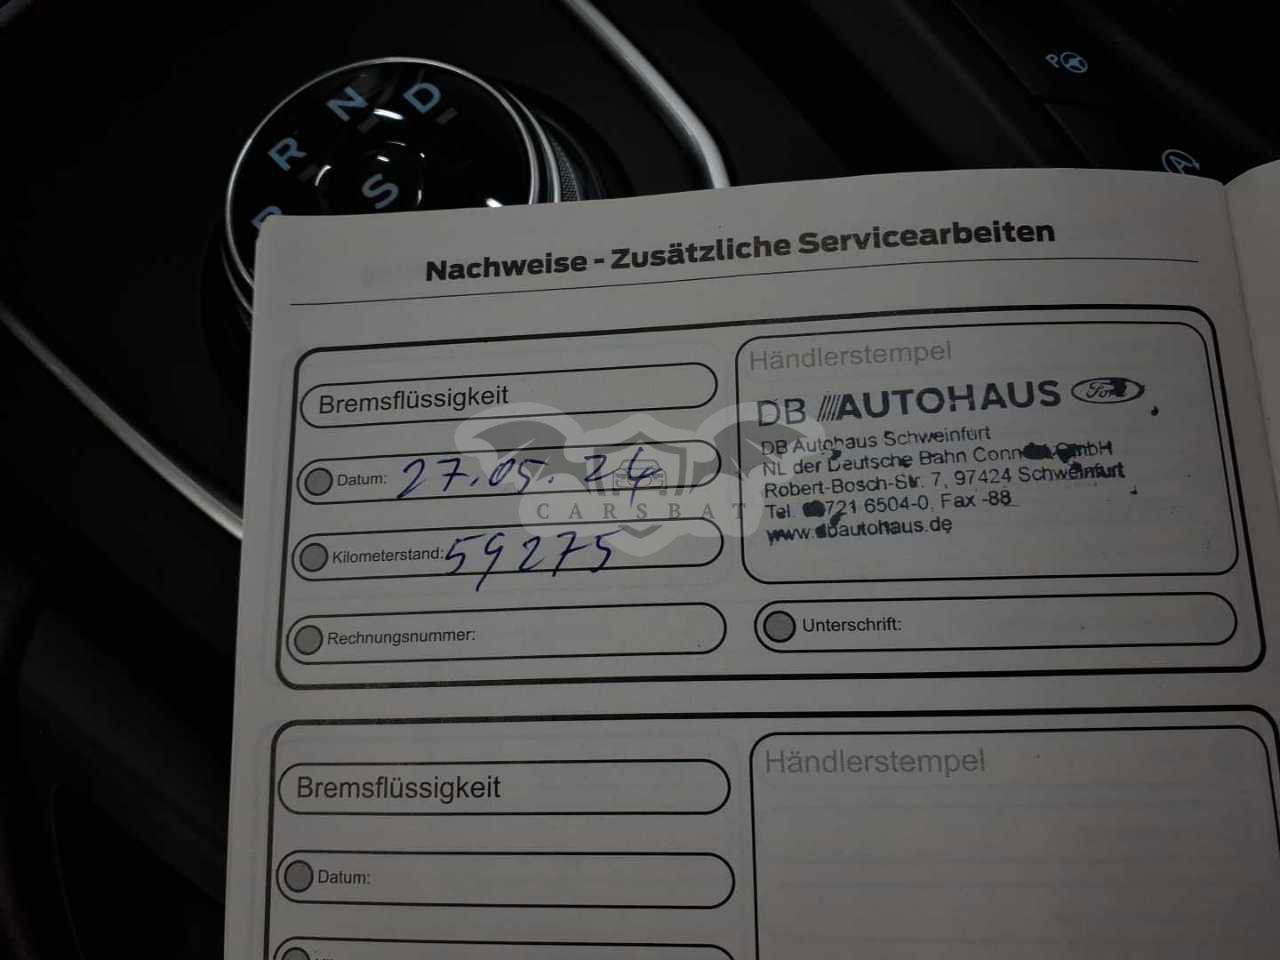 N D
R
S
P
A
Nachweise - Zusätzliche Servicearbeiten
Bremsflüssigkeit
Datum: 27.05.24
Kilometerstand: 59275
Rechnungsnummer:
Händlerstempel
DB AUTOHAUS Ford
DB Autohaus Schweinfurt
NL der Deutsche Bahn GmbH
Robert-Bosch-Str. 7, 97424 Schweinfurt
Tel. 721 6504-0, Fax -88
www.dbautohaus.de
Unterschrift:
CARSBAT
Bremsflüssigkeit
Datum:
Händlerstempel